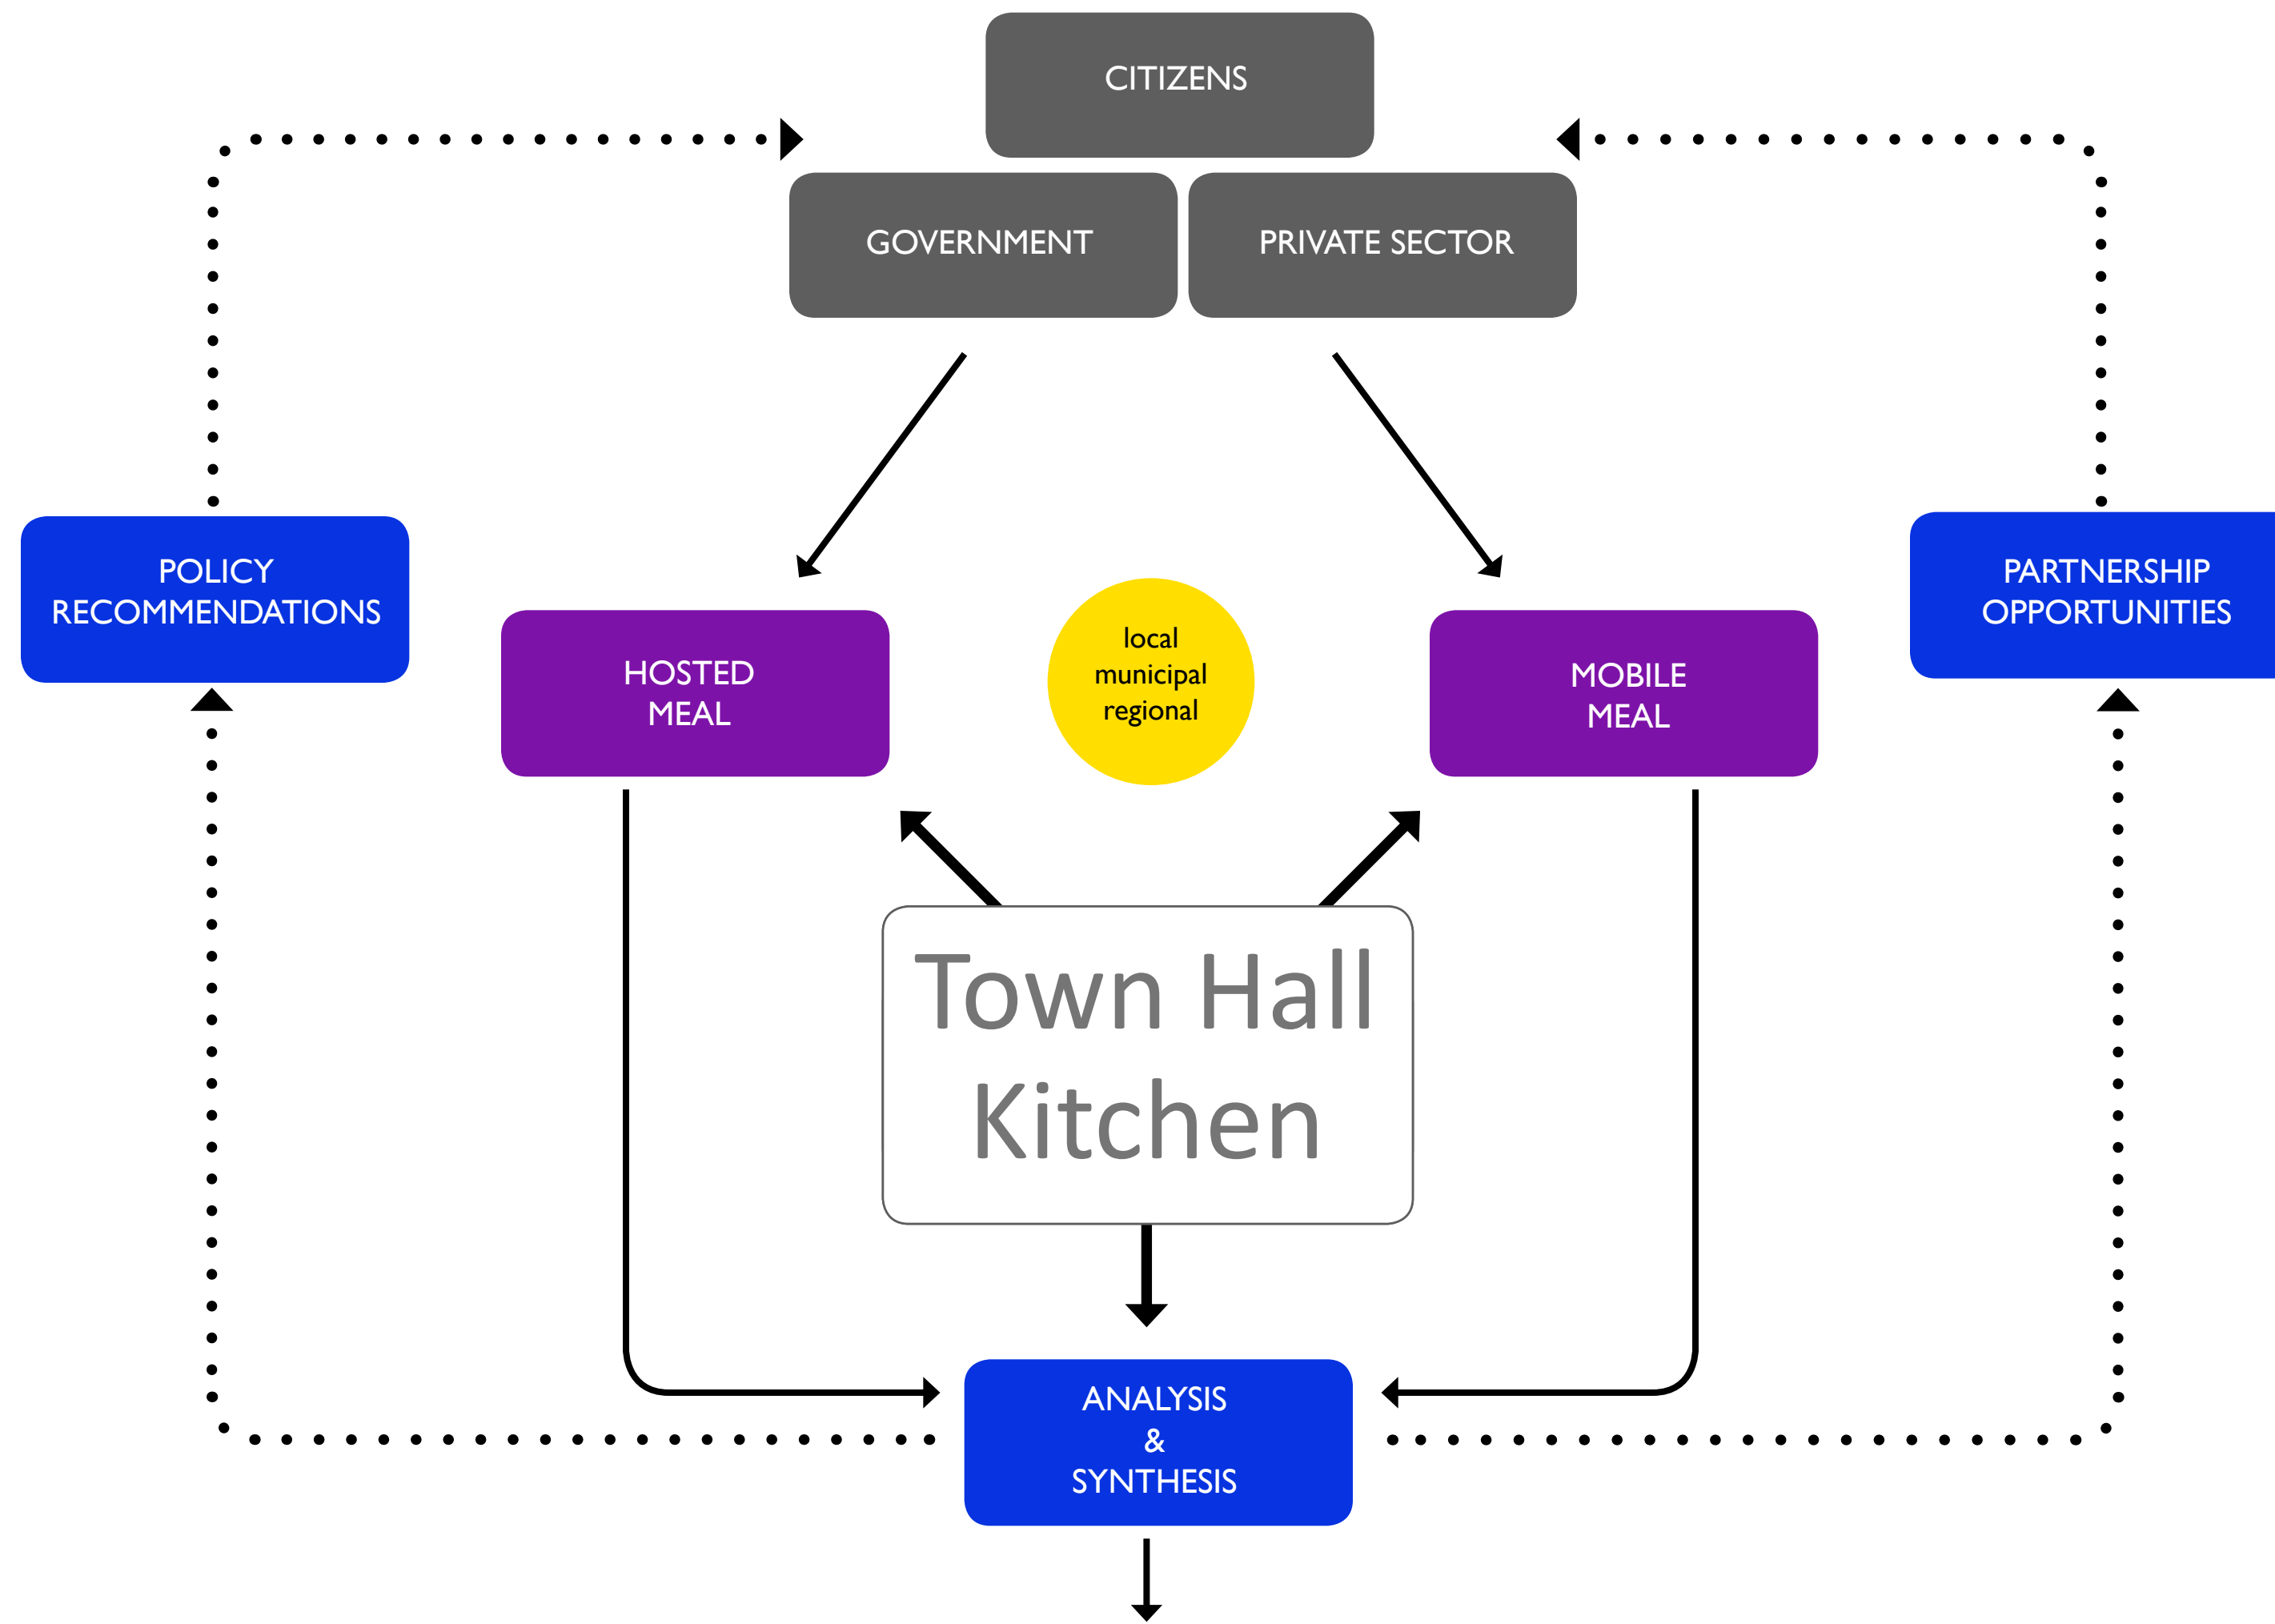 CITIZENS
GOVERNMENT
PRIVATE SECTOR
POLICY
RECOMMENDATIONS
PARTNERSHIP
OPPORTUNITIES
HOSTED
MEAL
local
municipal
regional
MOBILE
MEAL
Town Hall
Kitchen
ANALYSIS
&
SYNTHESIS